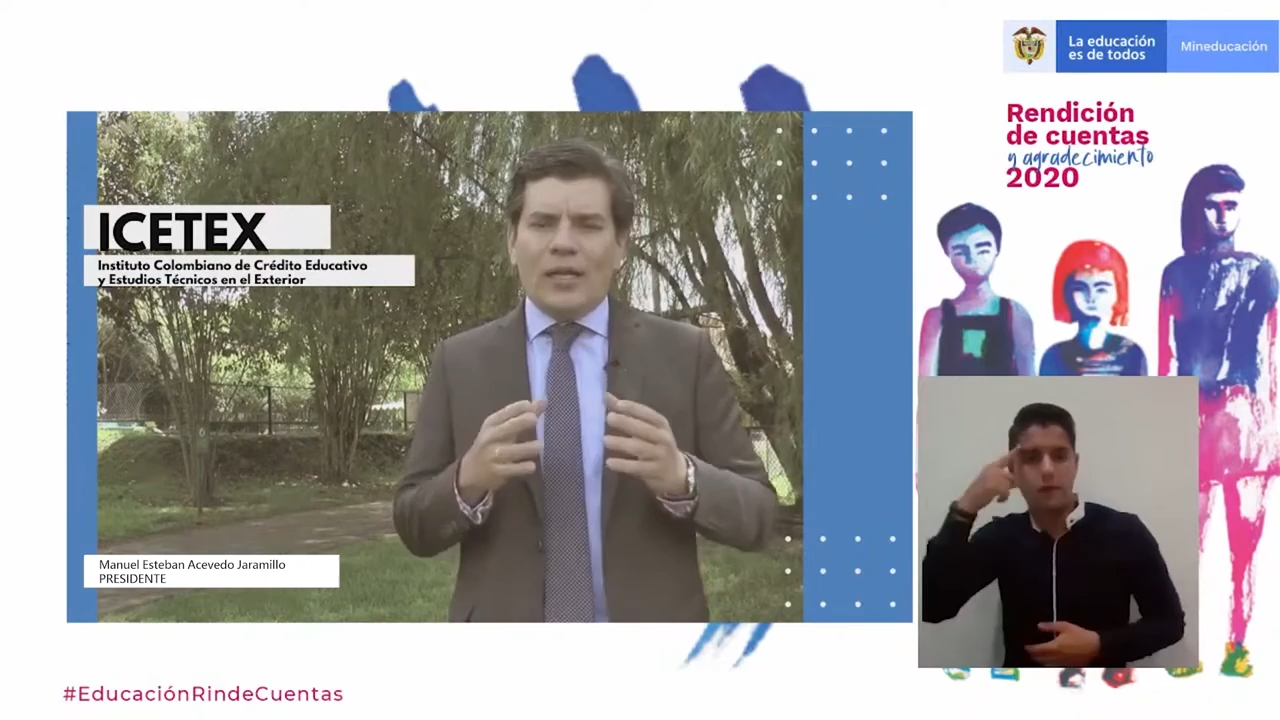 La educación
es de todos
Mineducación
Rendición
de cuentas
y agradecimiento
2020
ICETEX
Instituto Colombiano de Crédito Educativo
y Estudios Técnicos en el Exterior
Manuel Esteban Acevedo Jaramillo
PRESIDENTE
#EducaciónRindeCuentas